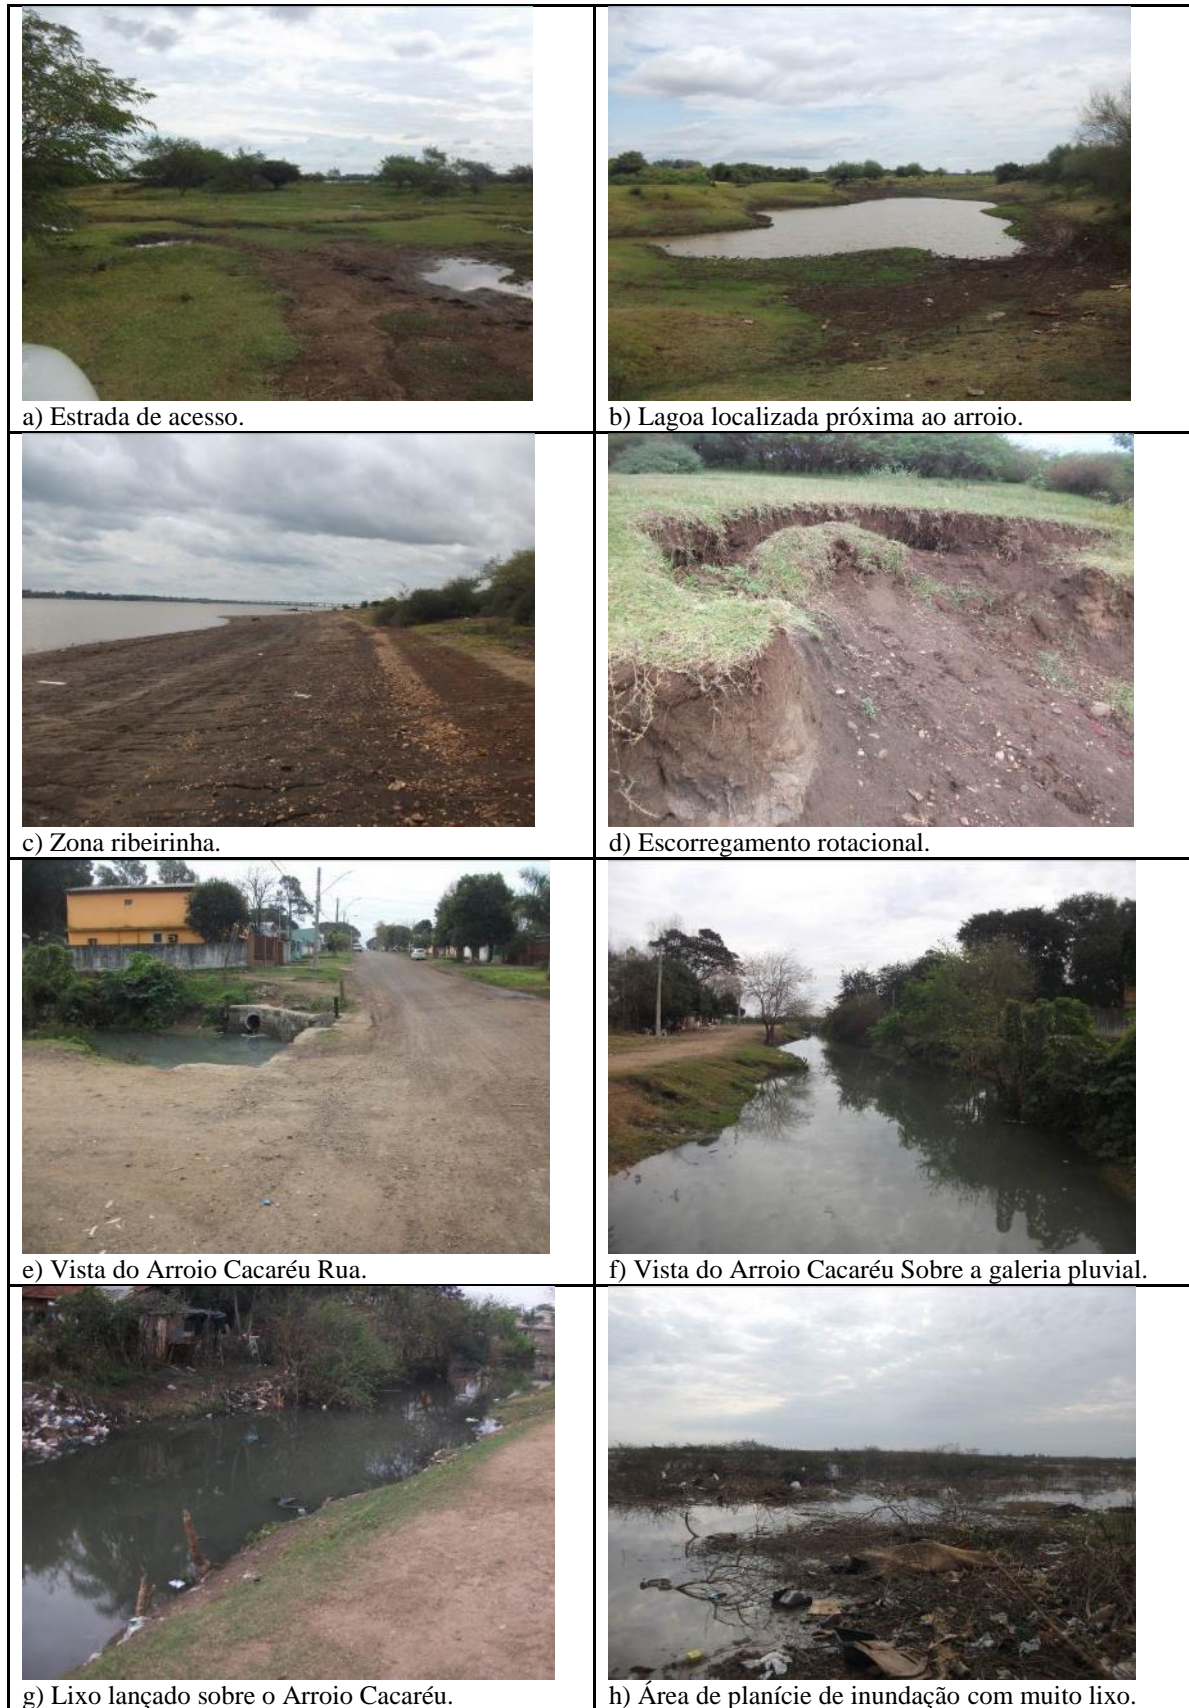 a) Estrada de acesso.
b) Lagoa localizada próxima ao arroio.
c) Zona ribeirinha.
d) Escorregamento rotacional.
e) Vista do Arroio Cacaréu Rua.
f) Vista do Arroio Cacaréu Sobre a galeria pluvial.
g) Lixo lançado sobre o Arroio Cacaréu.
h) Área de planície de inundação com muito lixo.